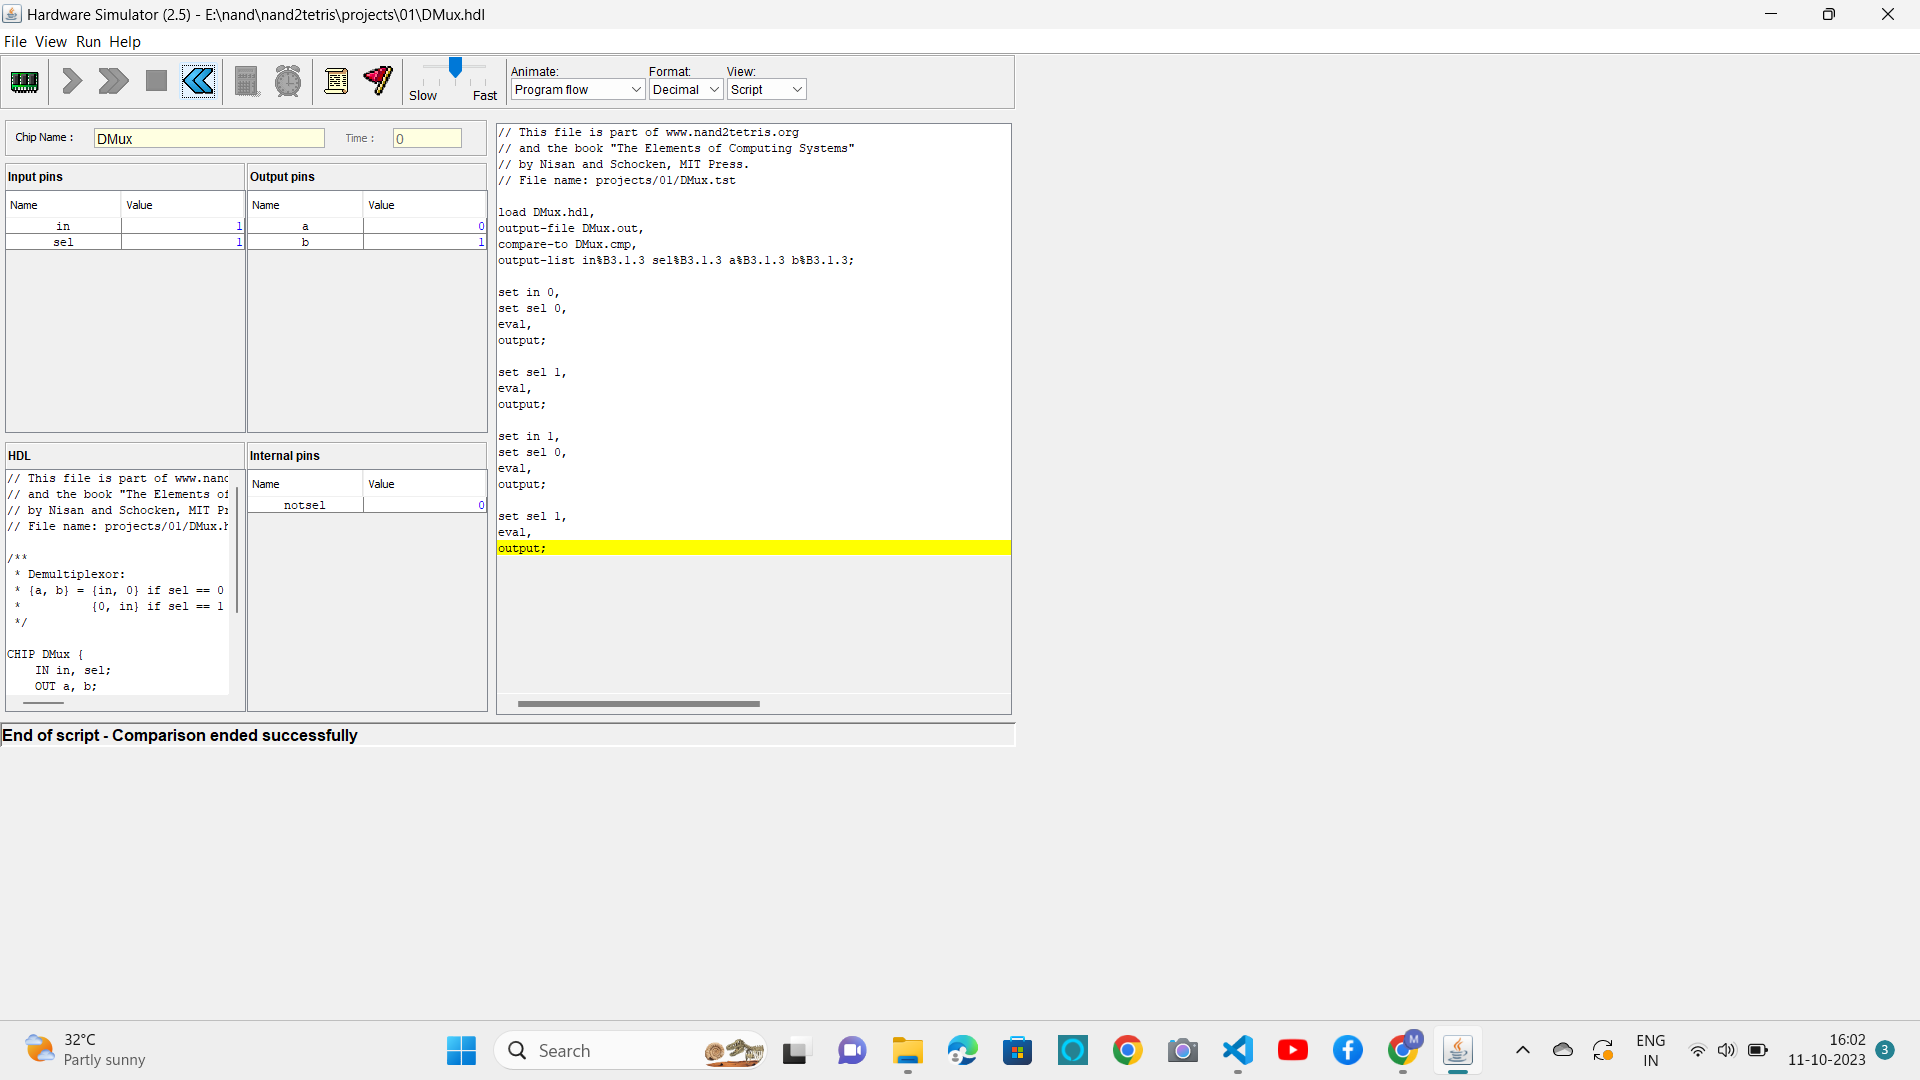 Hardware Simulator (2.5) - E:\nand\nand2tetris\projects\01\DMux.hdl
File View Run Help
Slow Fast
Animate:
Program flow
Format:
Decimal
View:
Script
Chip Name : DMux Time : 0
Input pins
Name Value
in 1
sel 1
Output pins
Name Value
a 0
b 1
HDL
// This file is part of www.nand
// and the book "The Elements of
// by Nisan and Schocken, MIT Pr
// File name: projects/01/DMux.h
/**
* Demultiplexor:
* {a, b} = {in, 0} if sel == 0
* {0, in} if sel == 1
*/
CHIP DMux {
IN in, sel;
OUT a, b;
Internal pins
Name Value
notsel 0
// This file is part of www.nand2tetris.org
// and the book "The Elements of Computing Systems"
// by Nisan and Schocken, MIT Press.
// File name: projects/01/DMux.tst
load DMux.hdl,
output-file DMux.out,
compare-to DMux.cmp,
output-list in%B3.1.3 sel%B3.1.3 a%B3.1.3 b%B3.1.3;
set in 0,
set sel 0,
eval,
output;
set sel 1,
eval,
output;
set in 1,
set sel 0,
eval,
output;
set sel 1,
eval,
output;
End of script - Comparison ended successfully
32°C
Partly sunny
Search
M
ENG
IN
16:02
11-10-2023
3